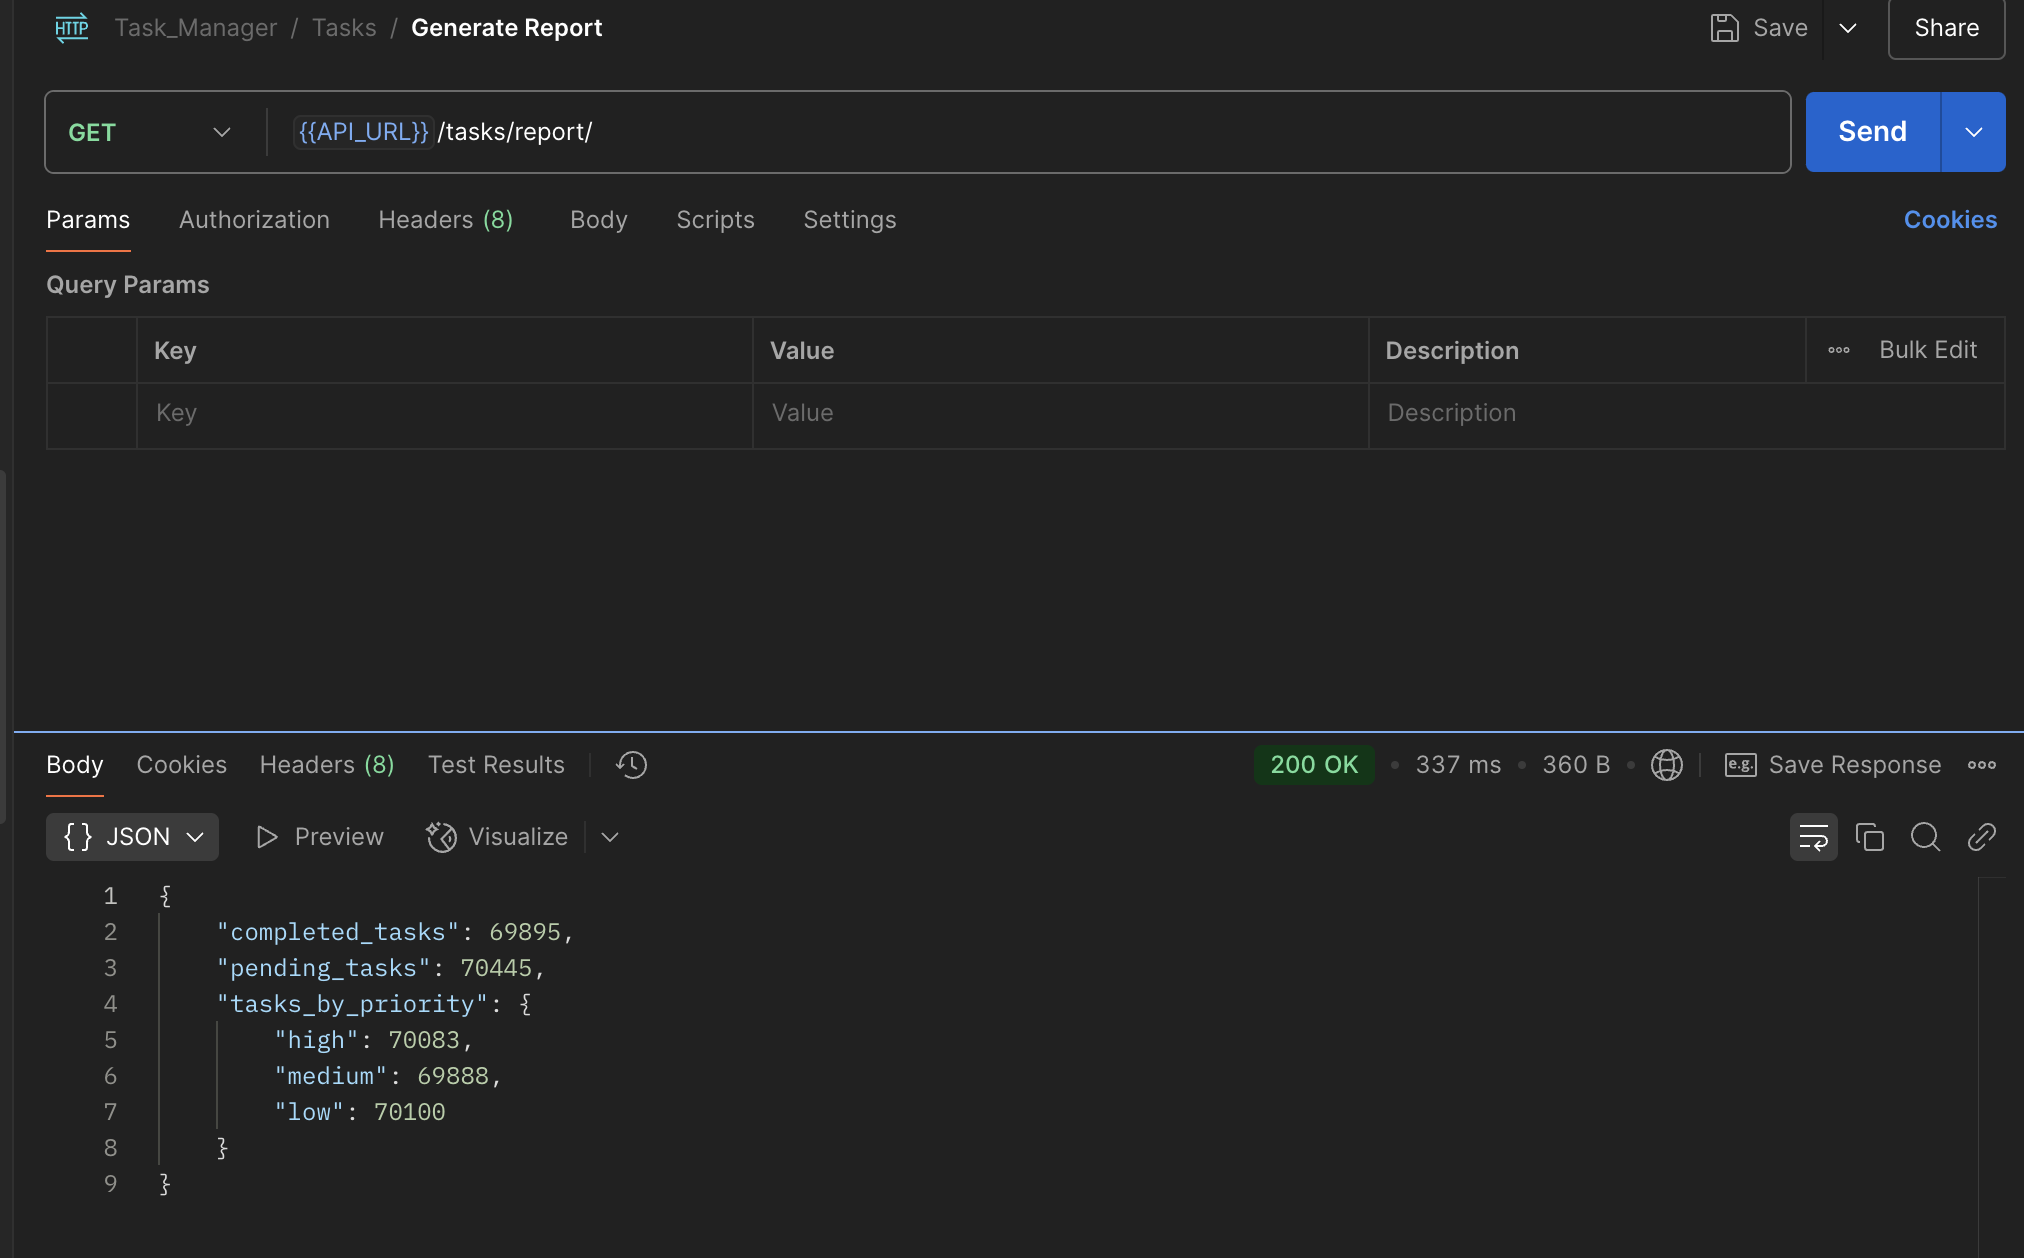 HTTP Task_Manager / Tasks / Generate Report Save Share
GET {{API_URL}}/tasks/report/ Send
Params Authorization Headers (8) Body Scripts Settings Cookies
Query Params
Key Value Description Bulk Edit
Key Value Description
Body Cookies Headers (8) Test Results 200 OK • 337 ms • 360 B • e.g. Save Response
{} JSON Preview Visualize
1 {
2 "completed_tasks": 69895,
3 "pending_tasks": 70445,
4 "tasks_by_priority": {
5 "high": 70083,
6 "medium": 69888,
7 "low": 70100
8 }
9 }